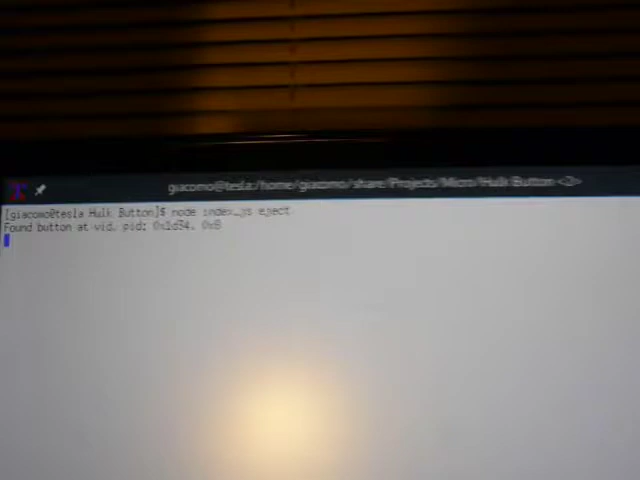 giacomo@tesla:/home/giacomo/share/Projects/Micro/Hulk Button <2>
[giacomo@tesla Hulk Button]$ node index.js eject
Found button at vid, pid: 0x1d34, 0x8